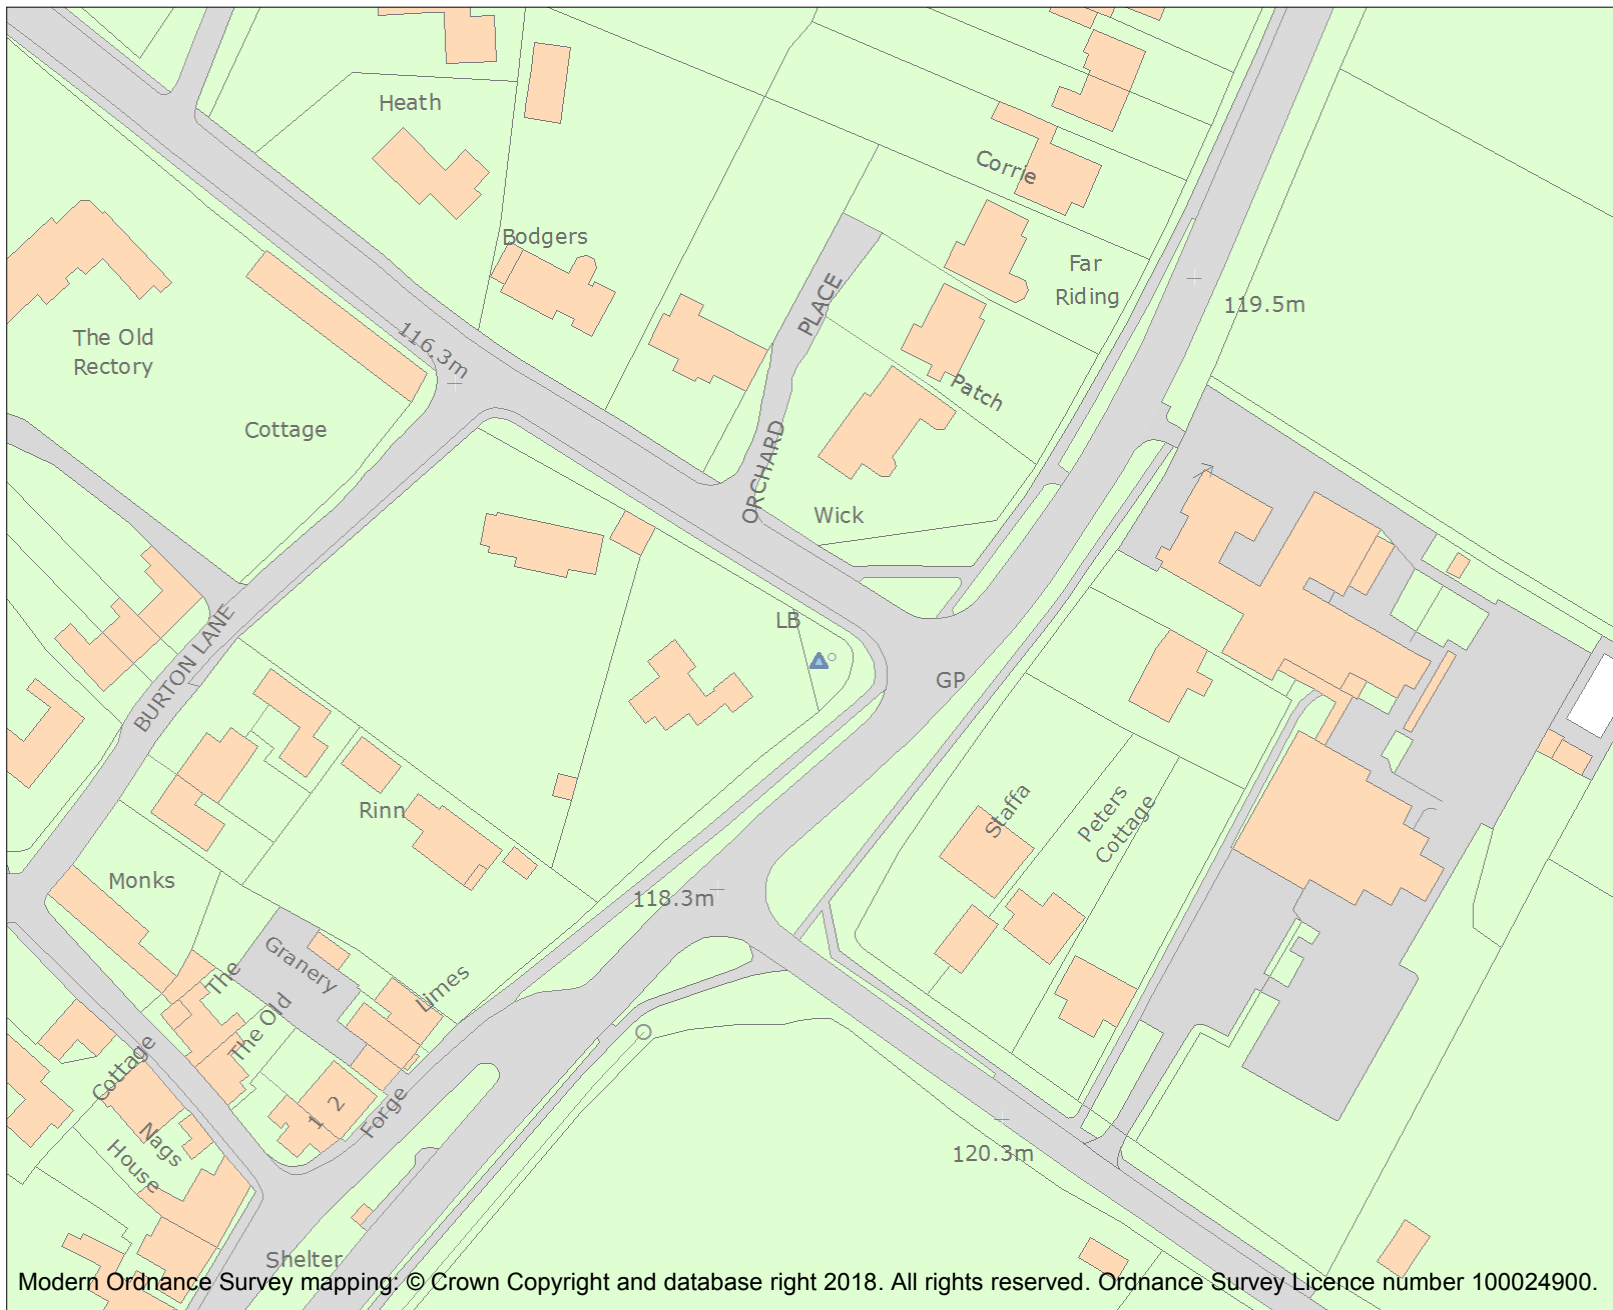 Heath
Corrie
Bodgers
Far
Riding
PLACE
119.5m
The Old
Rectory
116.3m
Patch
Cottage
ORCHARD
Wick
LB
BURTON LANE
GP
Rinn
Staffa
Peters
Cottage
Monks
118.3m
Granery
The
Limes
The Old
Cottage
1 2
Forge
Nags
House
120.3m
Shelter
Modern Ordnance Survey mapping: © Crown Copyright and database right 2018. All rights reserved. Ordnance Survey Licence number 100024900.